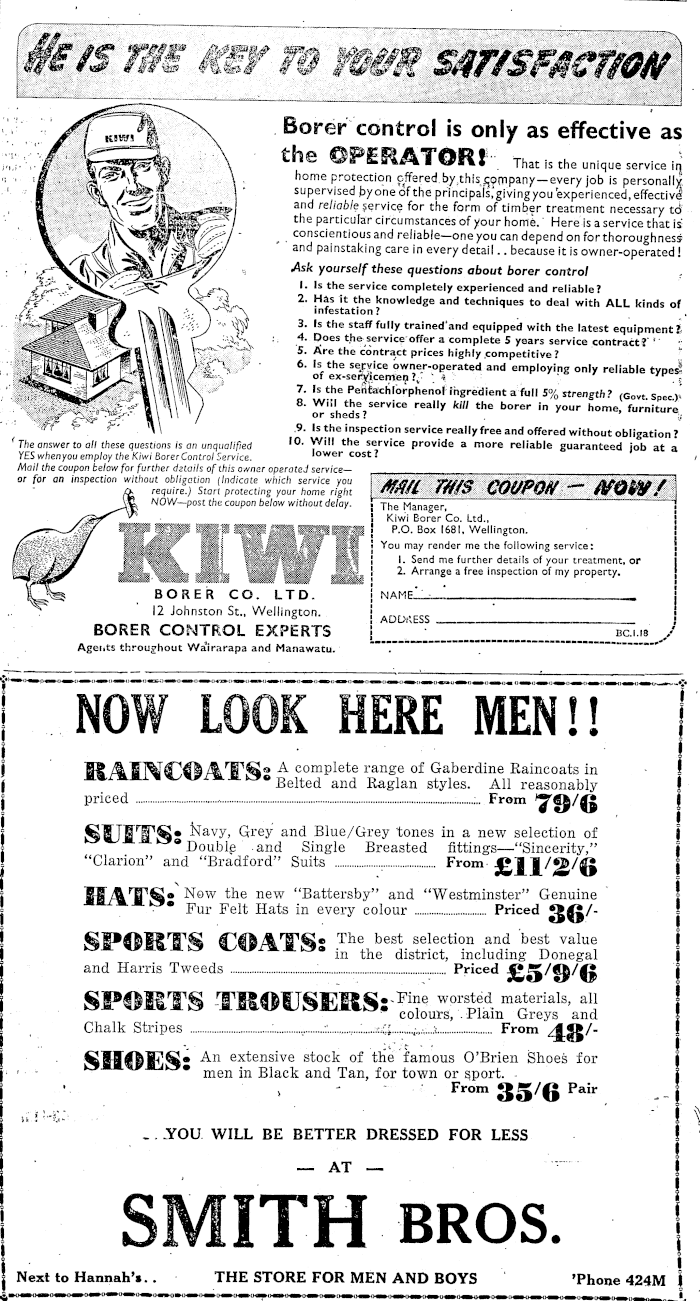 HE IS THE KEY TO YOUR SATISFACTION
KIWI
Borer control is only as effective as
the OPERATOR! That is the unique service in
home protection offered by this company—every job is personally
supervised by one of the principals, giving you experienced, effective
and reliable service for the form of timber treatment necessary to
the particular circumstances of your home. Here is a service that is
conscientious and reliable—one you can depend on for thoroughness
and painstaking care in every detail . . because it is owner-operated!
Ask yourself these questions about borer control
1. Is the service completely experienced and reliable?
2. Has it the knowledge and techniques to deal with ALL kinds of
infestation?
3. Is the staff fully trained and equipped with the latest equipment?
4. Does the service offer a complete 5 years service contract?
5. Are the contract prices highly competitive?
6. Is the service owner-operated and employing only reliable types
of ex-servicemen?
7. Is the Pentachlorphenol ingredient a full 5% strength? (Govt. Spec.)
8. Will the service really kill the borer in your home, furniture
or sheds?
9. Is the inspection service really free and offered without obligation?
10. Will the service provide a more reliable guaranteed job at a
lower cost?
The answer to all these questions is an unqualified
YES when you employ the Kiwi Borer Control Service.
Mail the coupon below for further details of this owner operated service—
or for an inspection without obligation (Indicate which service you
require.) Start protecting your home right
NOW—post the coupon below without delay.
KIWI
BORER CO. LTD.
12 Johnston St., Wellington.
BORER CONTROL EXPERTS
Agents throughout Wairarapa and Manawatu.
MAIL THIS COUPON — NOW!
The Manager,
Kiwi Borer Co. Ltd.,
P.O. Box 1681, Wellington.
You may render me the following service:
1. Send me further details of your treatment, or
2. Arrange a free inspection of my property.
NAME
ADDRESS
BC.1.18
NOW LOOK HERE MEN!!
RAINCOATS: A complete range of Gaberdine Raincoats in
Belted and Raglan styles. All reasonably
priced From 79/6
SUITS: Navy, Grey and Blue/Grey tones in a new selection of
Double and Single Breasted fittings—"Sincerity,"
"Clarion" and "Bradford" Suits From £11/2/6
HATS: Now the new "Battersby" and "Westminster" Genuine
Fur Felt Hats in every colour Priced 36/-
SPORTS COATS: The best selection and best value
in the district, including Donegal
and Harris Tweeds Priced £5/9/6
SPORTS TROUSERS: Fine worsted materials, all
colours, Plain Greys and
Chalk Stripes From 48/-
SHOES: An extensive stock of the famous O'Brien Shoes for
men in Black and Tan, for town or sport.
From 35/6 Pair
...YOU WILL BE BETTER DRESSED FOR LESS
— AT —
SMITH BROS.
Next to Hannah's.. THE STORE FOR MEN AND BOYS 'Phone 424M